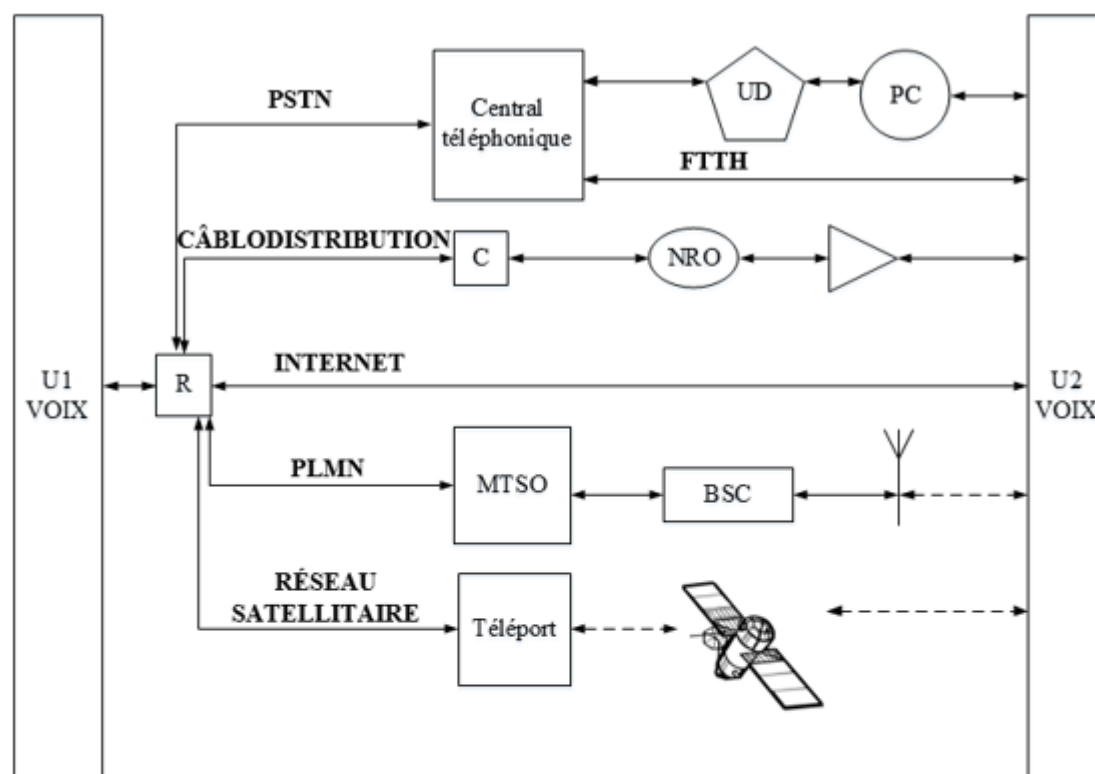 PSTN
Central
téléphonique
UD
PC
FTTH
CÂBLODISTRIBUTION
C
NRO
U1
VOIX
R
INTERNET
U2
VOIX
PLMN
MTSO
BSC
RÉSEAU
SATELLITAIRE
Téléport